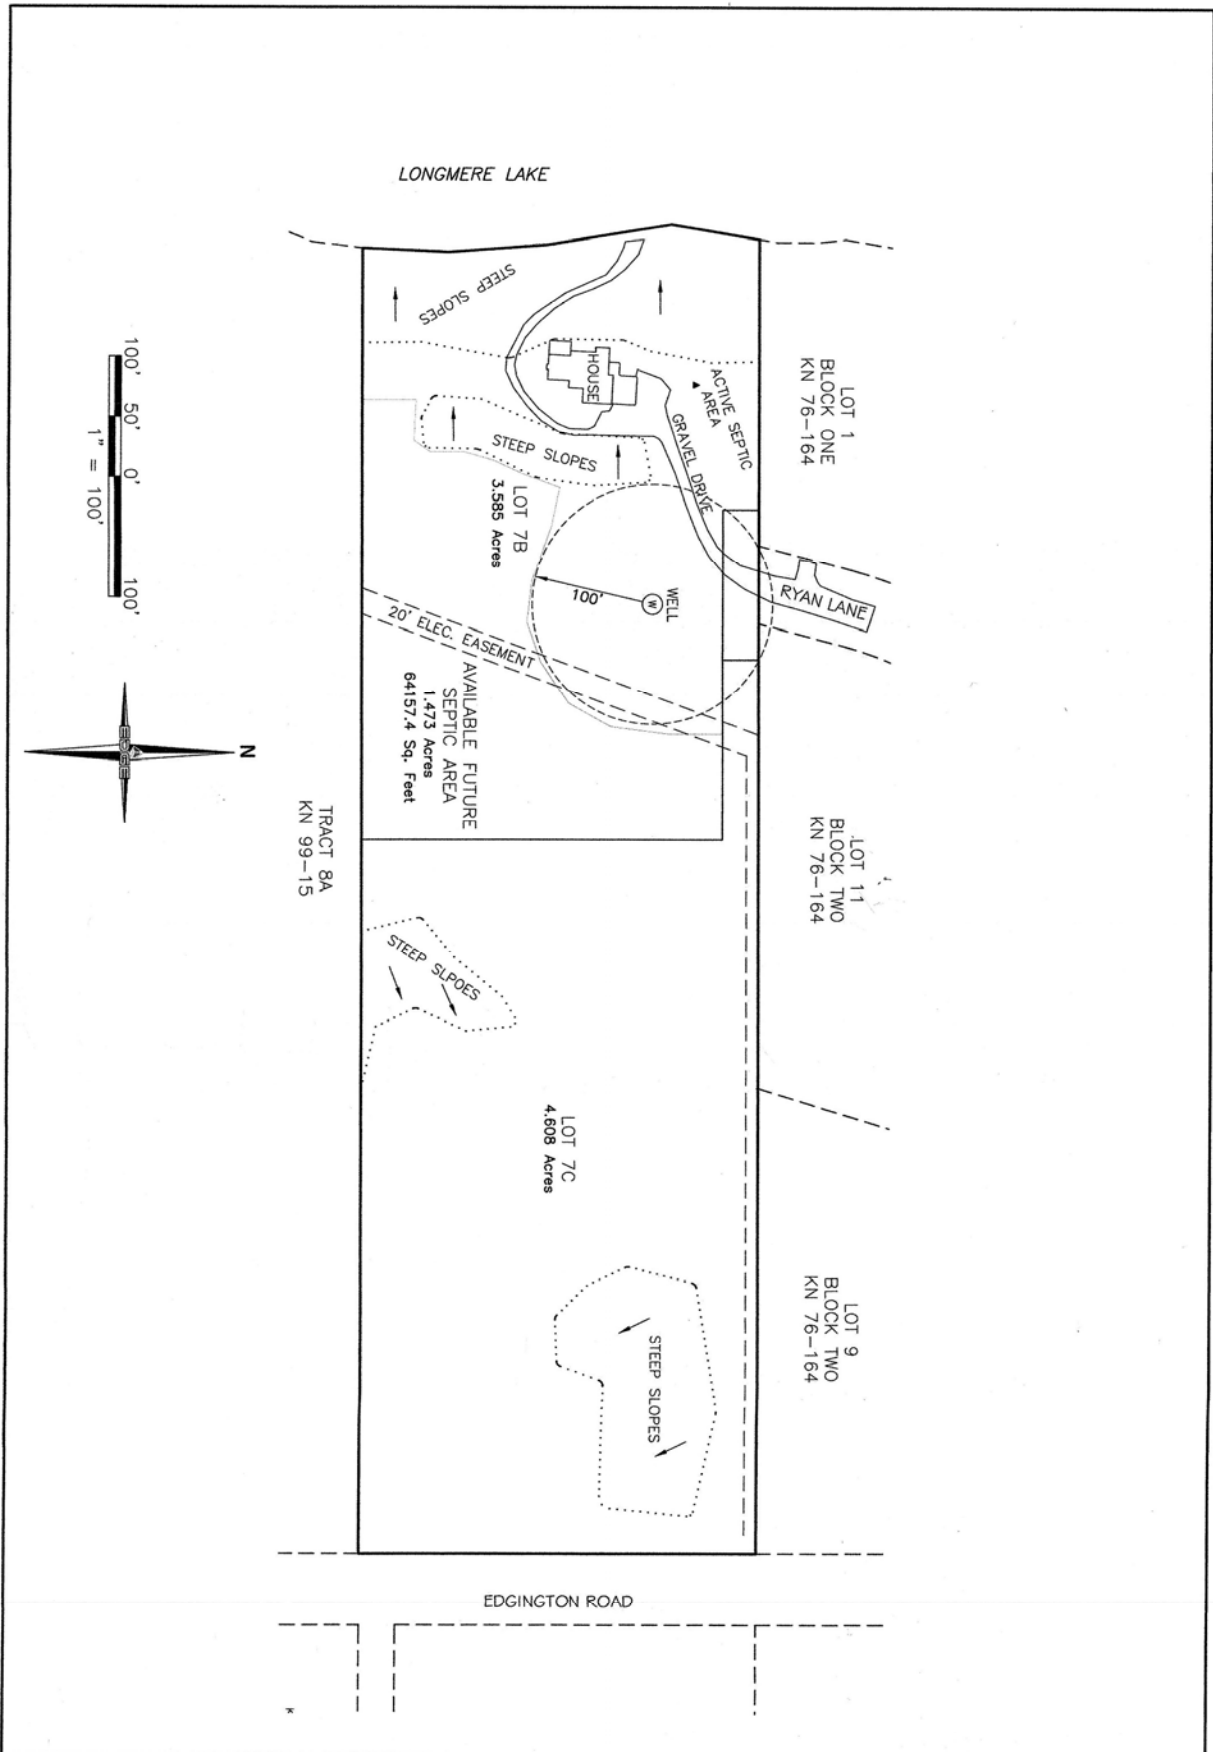 LONGMERE LAKE
LOT 1
BLOCK ONE
KN 76-164
STEEP SLOPES
HOUSE
ACTIVE SEPTIC
AREA
GRAVEL DRIVE
STEEP SLOPES
LOT 7B
3.585 Acres
WELL
W
100'
RYAN LANE
20' ELEC. EASEMENT
AVAILABLE FUTURE
SEPTIC AREA
1.473 Acres
64157.4 Sq. Feet
100' 50' 0' 100'
1" = 100'
N
TRACT 8A
KN 99-15
LOT 11
BLOCK TWO
KN 76-164
STEEP SLPOES
LOT 7C
4.608 Acres
LOT 9
BLOCK TWO
KN 76-164
STEEP SLOPES
EDGINGTON ROAD